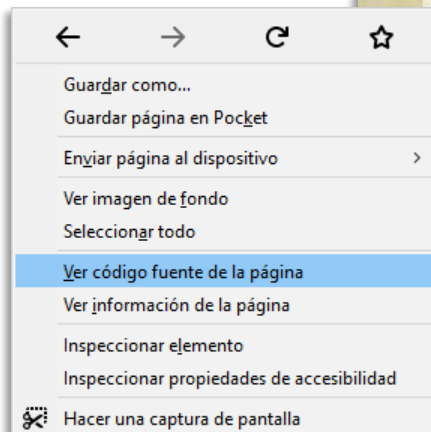 Guardar como...
Guardar página en Pocket
Enviar página al dispositivo
Ver imagen de fondo
Seleccionar todo
Ver código fuente de la página
Ver información de la página
Inspeccionar elemento
Inspeccionar propiedades de accesibilidad
Hacer una captura de pantalla